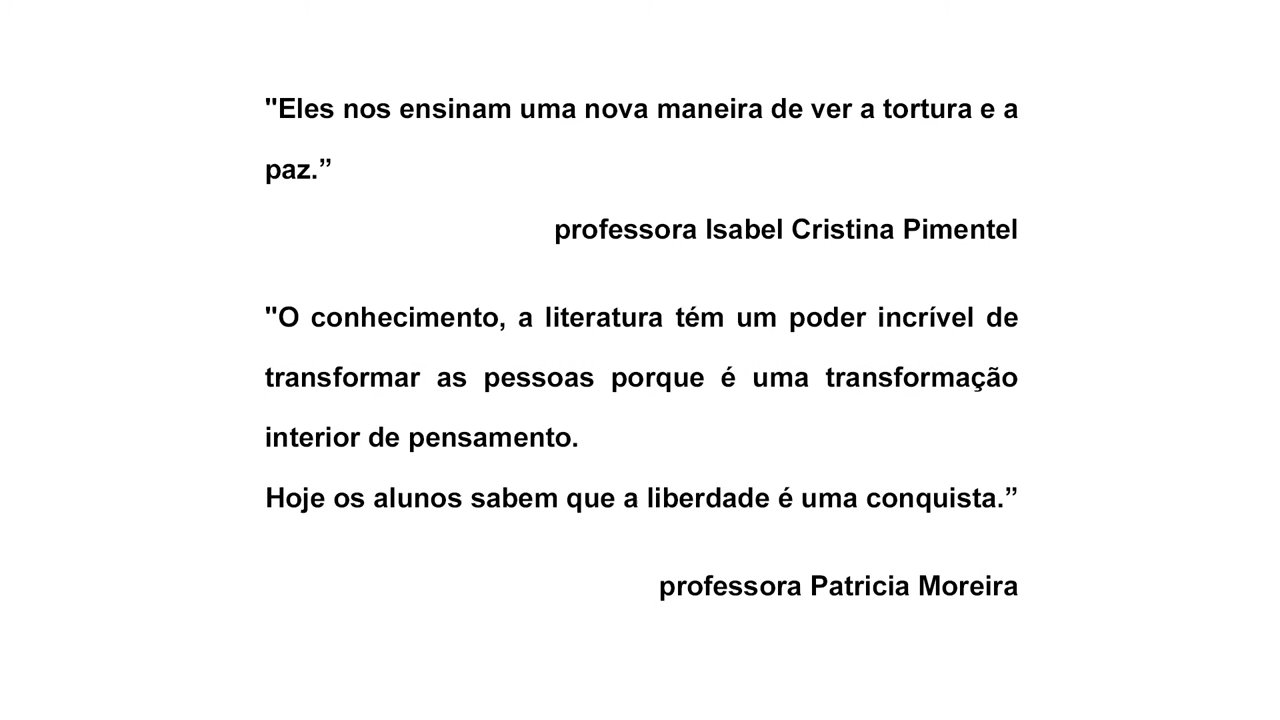 "Eles nos ensinam uma nova maneira de ver a tortura e a
paz.”
professora Isabel Cristina Pimentel
"O conhecimento, a literatura tém um poder incrível de
transformar as pessoas porque é uma transformação
interior de pensamento.
Hoje os alunos sabem que a liberdade é uma conquista.”
professora Patricia Moreira